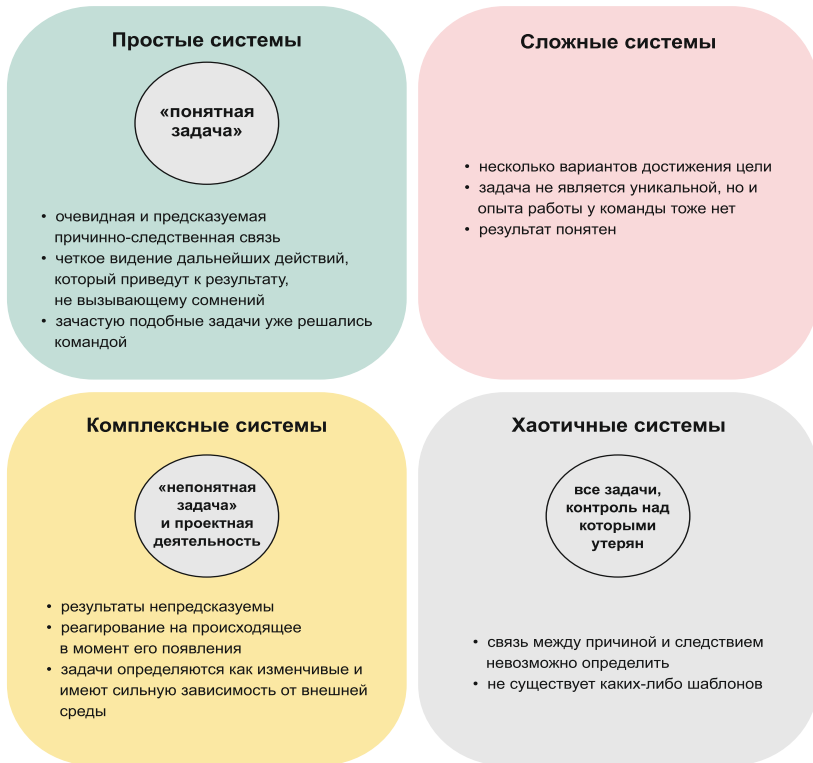 Простые системы
«понятная
задача»
• очевидная и предсказуемая
причинно-следственная связь
• четкое видение дальнейших действий,
который приведут к результату,
не вызывающему сомнений
• зачастую подобные задачи уже решались
командой
Сложные системы
• несколько вариантов достижения цели
• задача не является уникальной, но и
опыта работы у команды тоже нет
• результат понятен
Комплексные системы
«непонятная
задача»
и проектная
деятельность
• результаты непредсказуемы
• реагирование на происходящее
в момент его появления
• задачи определяются как изменчивые и
имеют сильную зависимость от внешней
среды
Хаотичные системы
все задачи,
контроль над
которыми
утерян
• связь между причиной и следствием
невозможно определить
• не существует каких-либо шаблонов